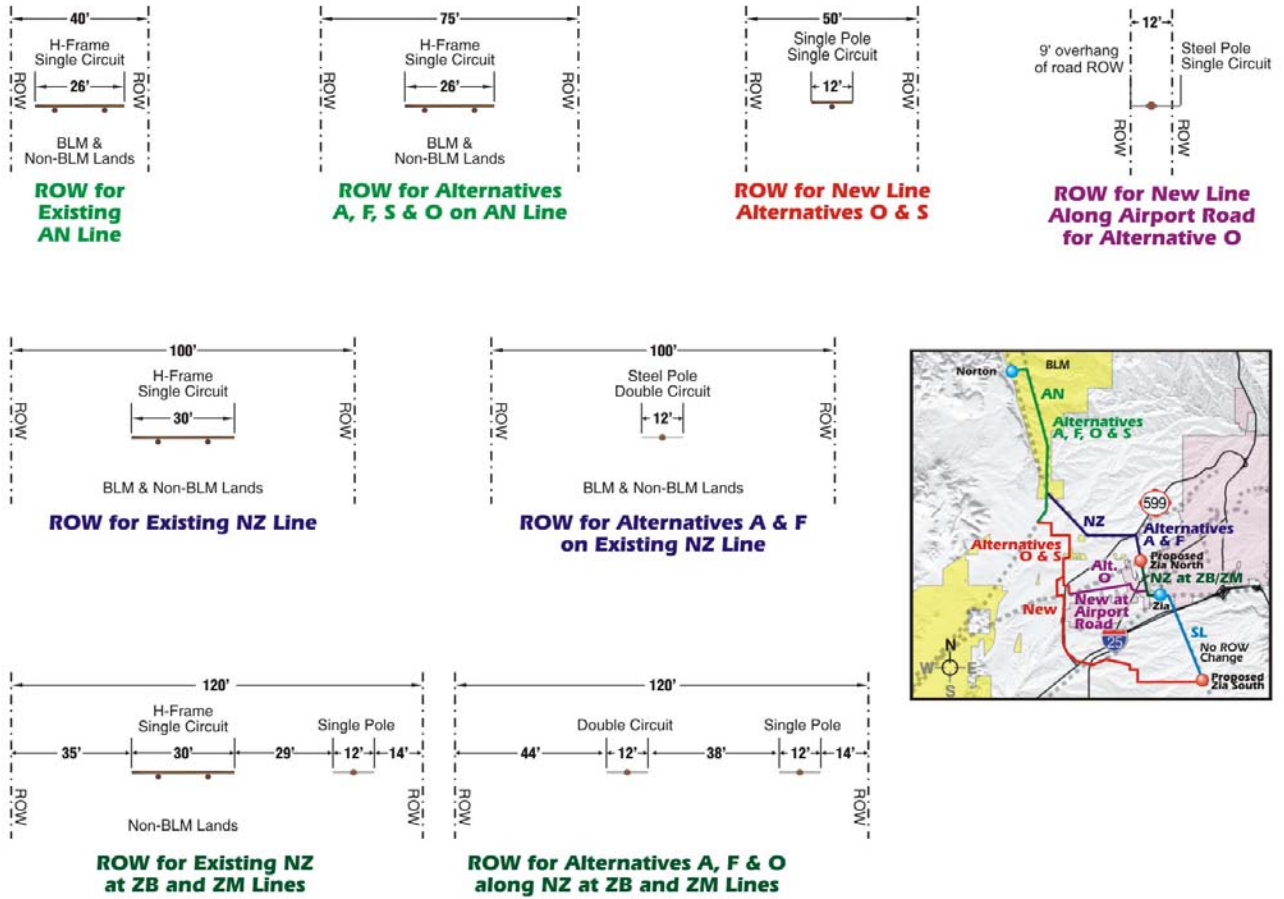 40'
H-Frame
Single Circuit
26'
ROW
ROW
BLM &
Non-BLM Lands
ROW for
Existing
AN Line
75'
H-Frame
Single Circuit
26'
ROW
ROW
BLM &
Non-BLM Lands
ROW for Alternatives
A, F, S & O on AN Line
50'
Single Pole
Single Circuit
12'
ROW
ROW
ROW for New Line
Alternatives O & S
12'
9' overhang
of road ROW
Steel Pole
Single Circuit
ROW
ROW
ROW for New Line
Along Airport Road
for Alternative O
100'
H-Frame
Single Circuit
30'
ROW
ROW
BLM & Non-BLM Lands
ROW for Existing NZ Line
100'
Steel Pole
Double Circuit
12'
ROW
ROW
BLM & Non-BLM Lands
ROW for Alternatives A & F
on Existing NZ Line
Norton
BLM
AN
Alternatives
A, F, O & S
599
NZ
Alternatives
A & F
Alternatives
O & S
Proposed
Zia North
Alt.
O
NZ at ZB/ZM
New
New at
Airport
Road
Zia
25
SL
No ROW
Change
N
W
E
S
Proposed
Zia South
120'
H-Frame
Single Circuit
Single Pole
35'
30'
29'
12'
14'
ROW
ROW
Non-BLM Lands
ROW for Existing NZ
at ZB and ZM Lines
120'
Double Circuit
Single Pole
44'
12'
38'
12'
14'
ROW
ROW
ROW for Alternatives A, F & O
along NZ at ZB and ZM Lines